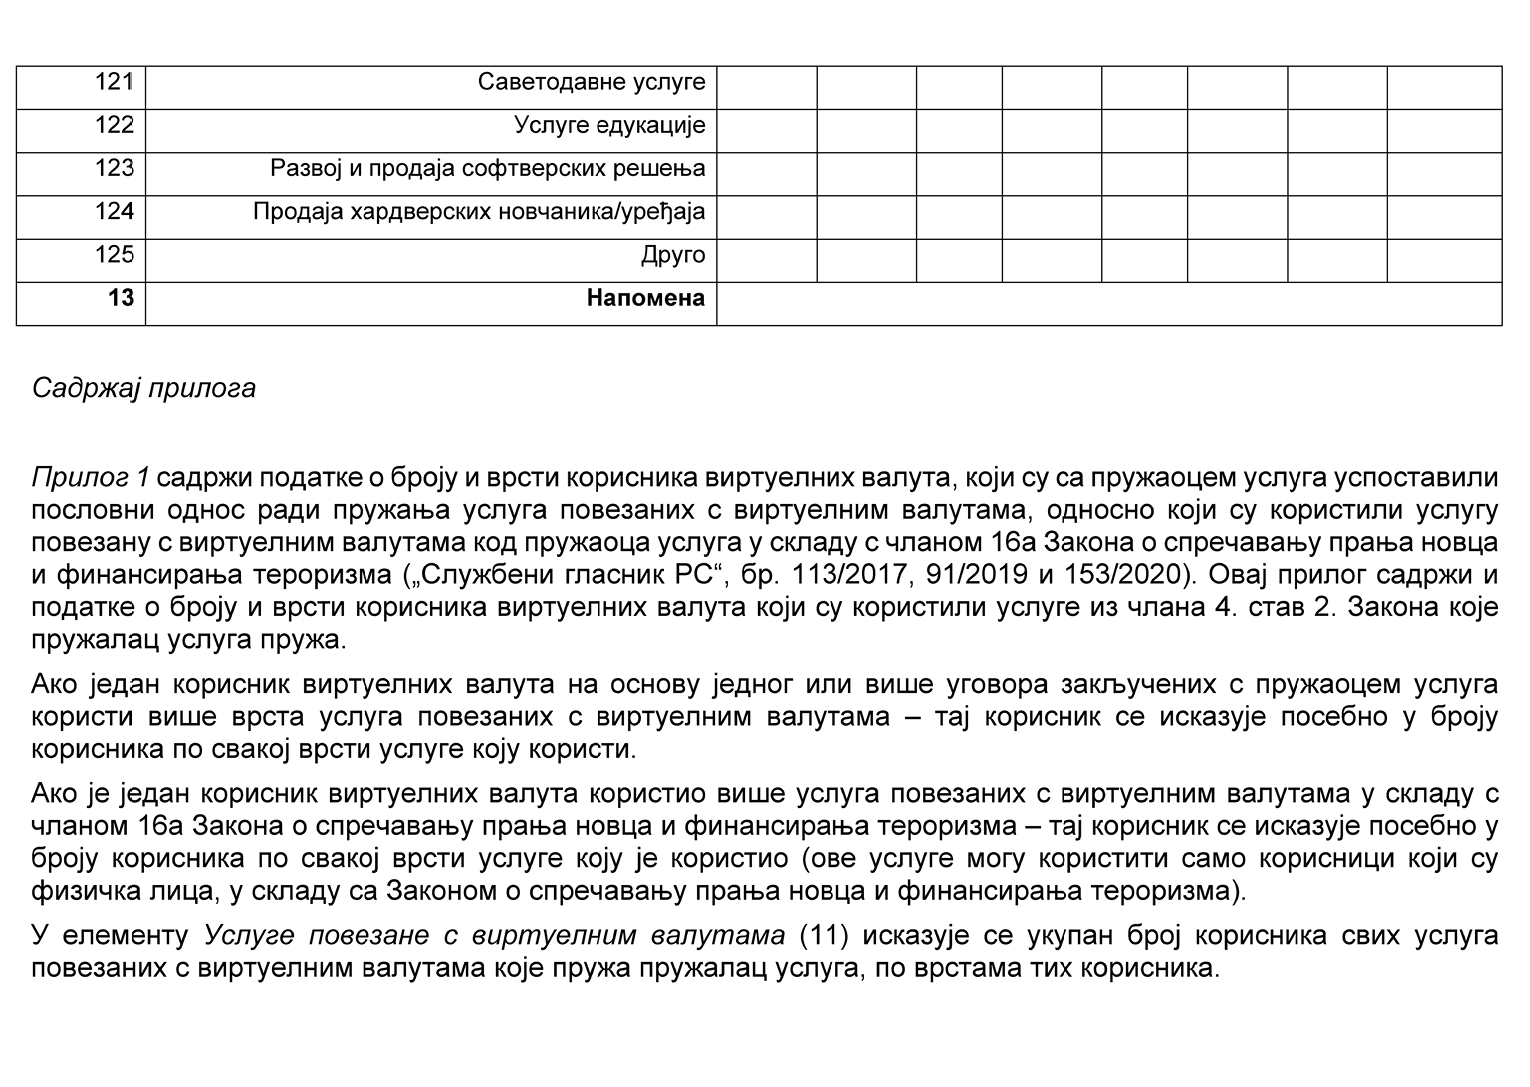 121 Саветодавне услуге
122 Услуге едукације
123 Развој и продаја софтверских решења
124 Продаја хардверских новчаника/уређаја
125 Друго
13 Напомена
Садржај прилога
Прилог 1 садржи податке о броју и врсти корисника виртуелних валута, који су са пружаоцем услуга успоставили
пословни однос ради пружања услуга повезаних с виртуелним валутама, односно који су користили услугу
повезану с виртуелним валутама код пружаоца услуга у складу с чланом 16а Закона о спречавању прања новца
и финансирања тероризма („Службени гласник РС“, бр. 113/2017, 91/2019 и 153/2020). Овај прилог садржи и
податке о броју и врсти корисника виртуелних валута који су користили услуге из члана 4. став 2. Закона које
пружалац услуга пружа.
Ако један корисник виртуелних валута на основу једног или више уговора закључених с пружаоцем услуга
користи више врста услуга повезаних с виртуелним валутама – тај корисник се исказује посебно у броју
корисника по свакој врсти услуге коју користи.
Ако је један корисник виртуелних валута користио више услуга повезаних с виртуелним валутама у складу с
чланом 16а Закона о спречавању прања новца и финансирања тероризма – тај корисник се исказује посебно у
броју корисника по свакој врсти услуге коју је користио (ове услуге могу користити само корисници који су
физичка лица, у складу са Законом о спречавању прања новца и финансирања тероризма).
У елементу Услуге повезане с виртуелним валутама (11) исказује се укупан број корисника свих услуга
повезаних с виртуелним валутама које пружа пружалац услуга, по врстама тих корисника.